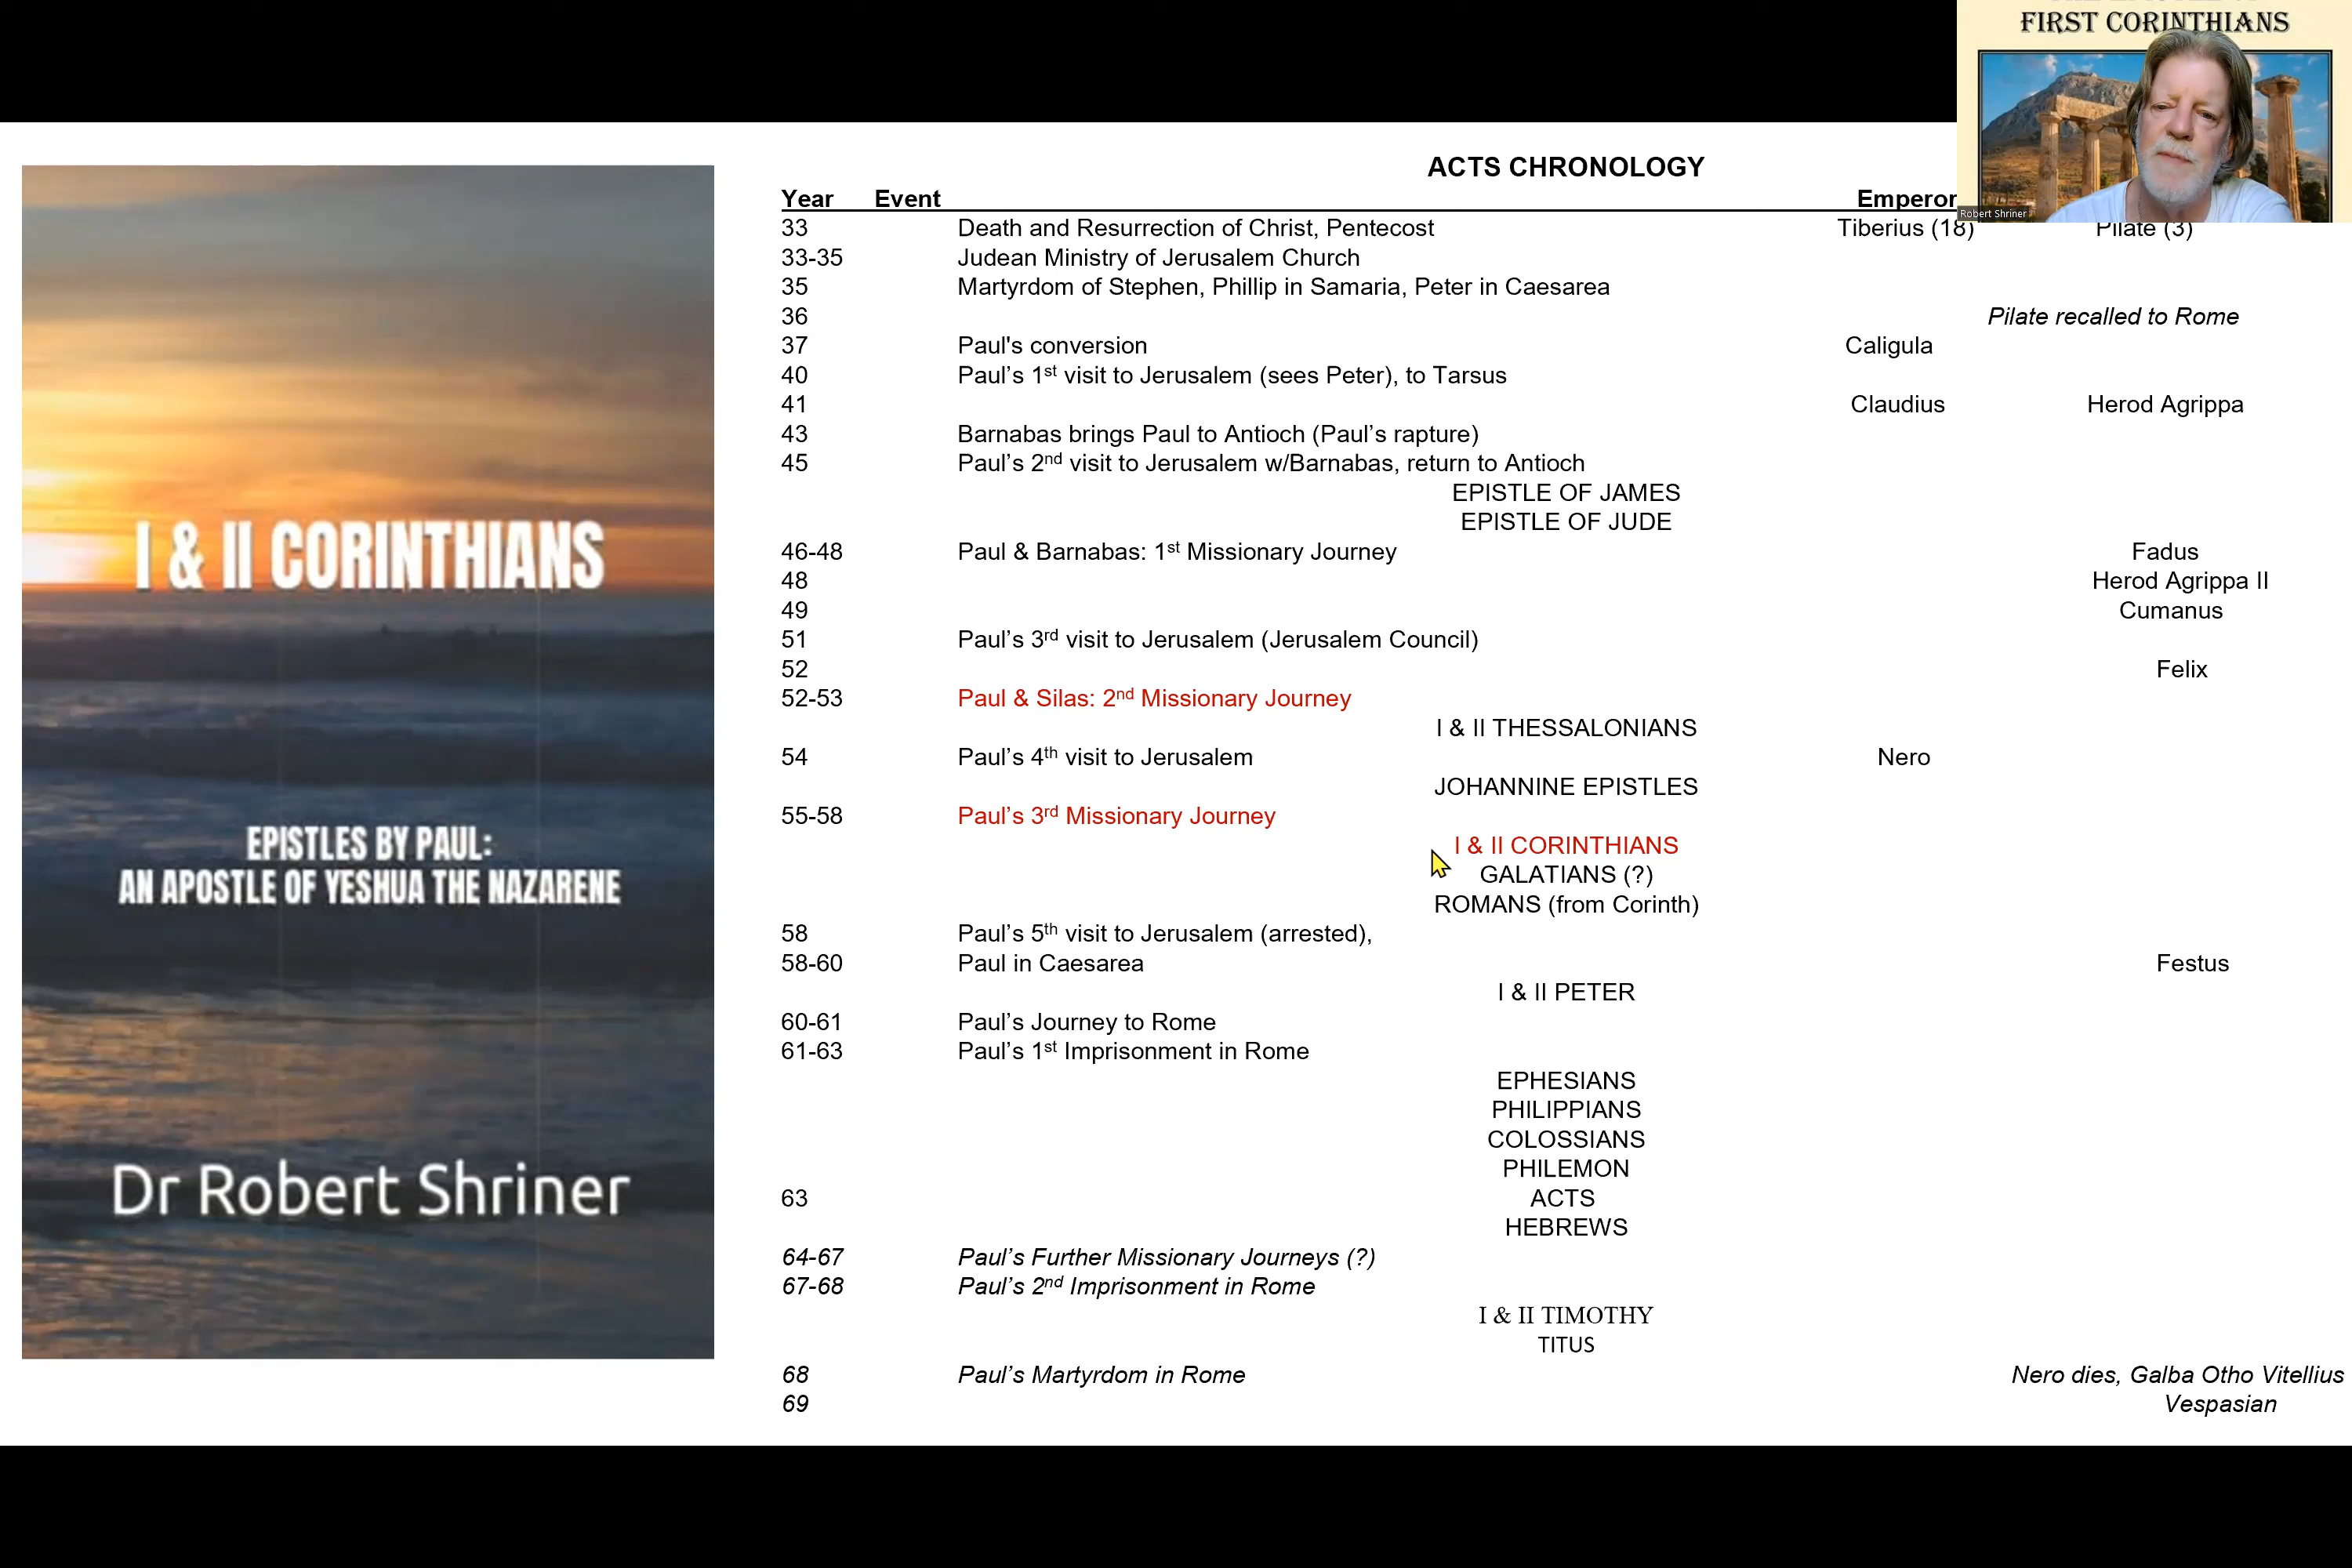 FIRST CORINTHIANS
Robert Shriner
I & II CORINTHIANS
EPISTLES BY PAUL:
AN APOSTLE OF YESHUA THE NAZARENE
Dr Robert Shriner
ACTS CHRONOLOGY
Year Event Emperor
33 Death and Resurrection of Christ, Pentecost Tiberius (18) Pilate (3)
33-35 Judean Ministry of Jerusalem Church
35 Martyrdom of Stephen, Phillip in Samaria, Peter in Caesarea
36 Pilate recalled to Rome
37 Paul's conversion Caligula
40 Paul’s 1st visit to Jerusalem (sees Peter), to Tarsus
41 Claudius Herod Agrippa
43 Barnabas brings Paul to Antioch (Paul’s rapture)
45 Paul’s 2nd visit to Jerusalem w/Barnabas, return to Antioch
EPISTLE OF JAMES
EPISTLE OF JUDE
46-48 Paul & Barnabas: 1st Missionary Journey Fadus
48 Herod Agrippa II
49 Cumanus
51 Paul’s 3rd visit to Jerusalem (Jerusalem Council)
52 Felix
52-53 Paul & Silas: 2nd Missionary Journey
I & II THESSALONIANS
54 Paul’s 4th visit to Jerusalem Nero
JOHANNINE EPISTLES
55-58 Paul’s 3rd Missionary Journey
I & II CORINTHIANS
GALATIANS (?)
ROMANS (from Corinth)
58 Paul’s 5th visit to Jerusalem (arrested),
58-60 Paul in Caesarea Festus
I & II PETER
60-61 Paul’s Journey to Rome
61-63 Paul’s 1st Imprisonment in Rome
EPHESIANS
PHILIPPIANS
COLOSSIANS
PHILEMON
63 ACTS
HEBREWS
64-67 Paul’s Further Missionary Journeys (?)
67-68 Paul’s 2nd Imprisonment in Rome
I & II TIMOTHY
TITUS
68 Paul’s Martyrdom in Rome Nero dies, Galba Otho Vitellius
69 Vespasian